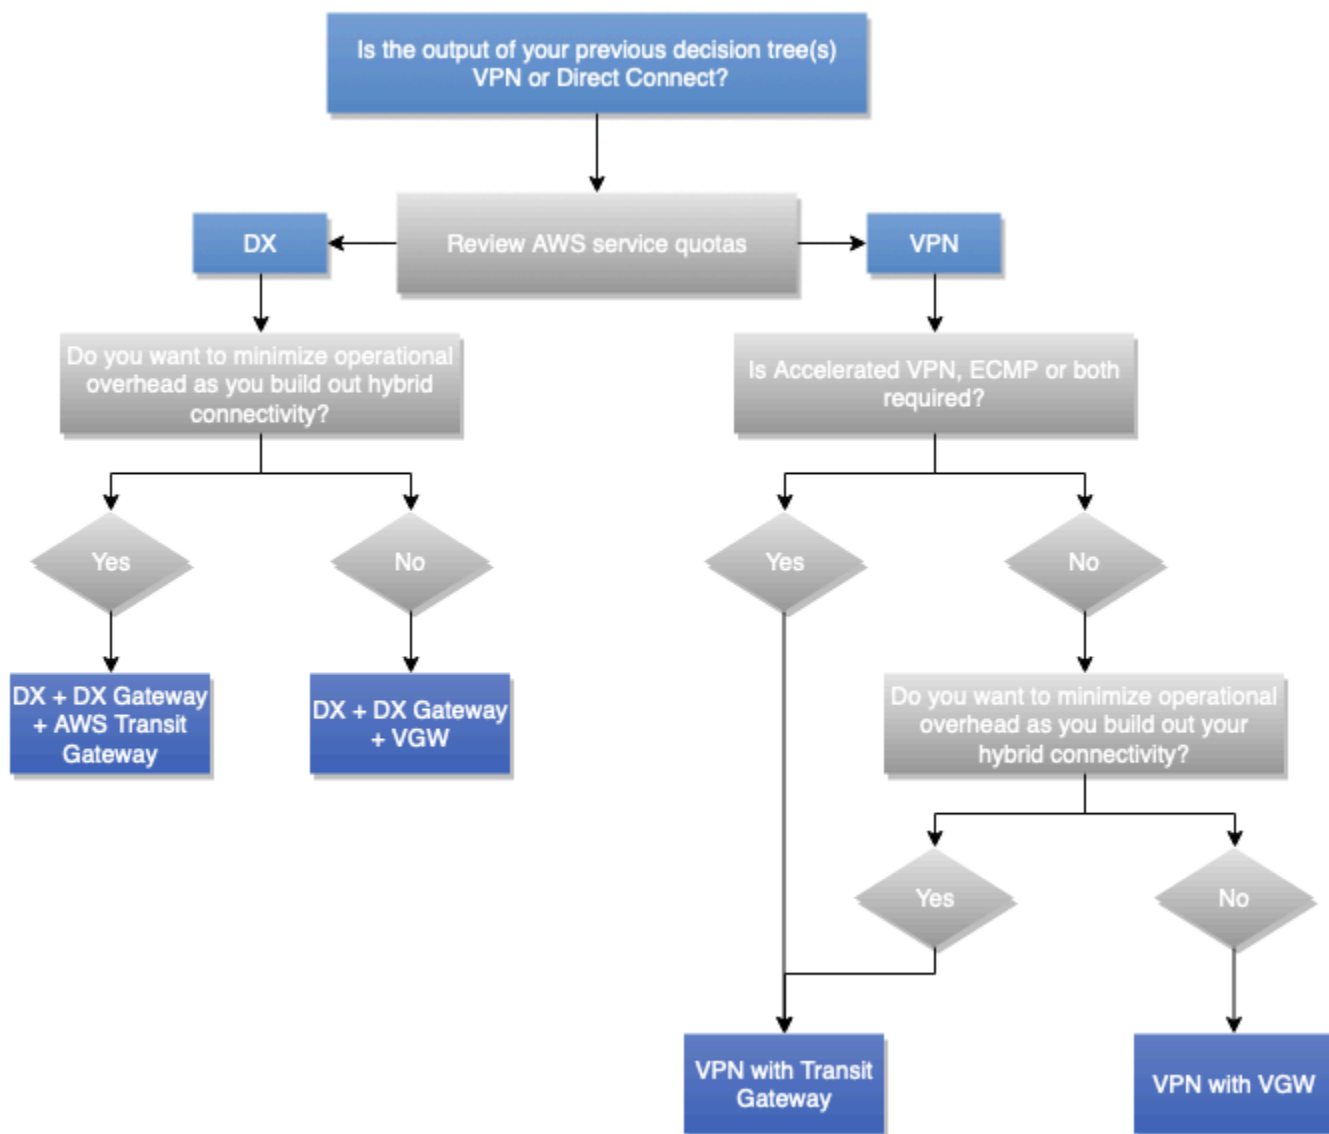 Is the output of your previous decision tree(s)
VPN or Direct Connect?
DX
Review AWS service quotas
VPN
Do you want to minimize operational
overhead as you build out hybrid
connectivity?
Is Accelerated VPN, ECMP or both
required?
Yes
No
Yes
No
DX + DX Gateway
+ AWS Transit
Gateway
DX + DX Gateway
+ VGW
Do you want to minimize operational
overhead as you build out your
hybrid connectivity?
Yes
No
VPN with Transit
Gateway
VPN with VGW